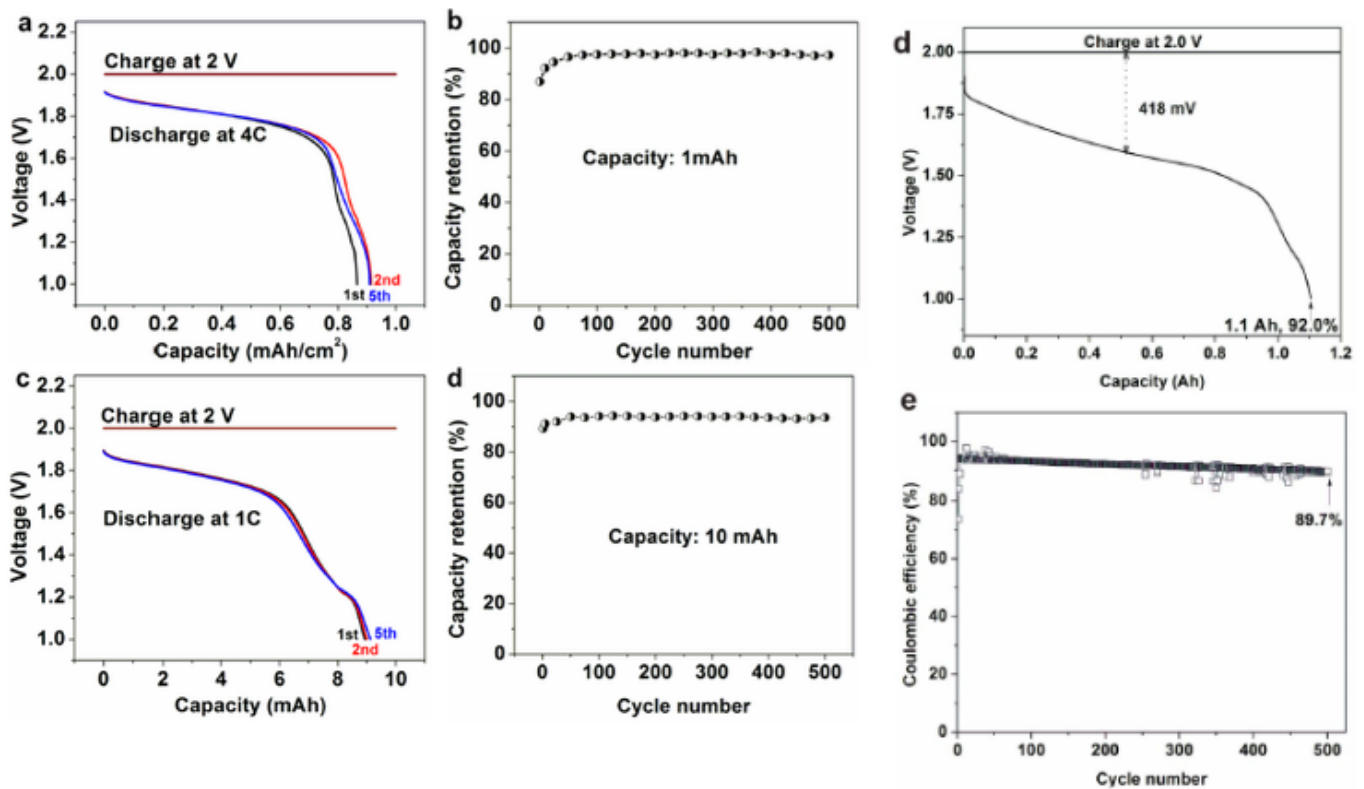 a
2.2
2.0
1.8
1.6
1.4
1.2
1.0
Voltage (V)
Charge at 2 V
Discharge at 4C
1st
2nd
5th
0.0 0.2 0.4 0.6 0.8 1.0
Capacity (mAh/cm²)
b
100
80
60
40
20
0
Capacity retention (%)
Capacity: 1mAh
0 100 200 300 400 500
Cycle number
d
2.00
1.75
1.50
1.25
1.00
Voltage (V)
Charge at 2.0 V
418 mV
1.1 Ah, 92.0%
0.0 0.2 0.4 0.6 0.8 1.0 1.2
Capacity (Ah)
c
2.2
2.0
1.8
1.6
1.4
1.2
1.0
Voltage (V)
Charge at 2 V
Discharge at 1C
1st
5th
2nd
0 2 4 6 8 10
Capacity (mAh)
d
100
80
60
40
20
0
Capacity retention (%)
Capacity: 10 mAh
0 100 200 300 400 500
Cycle number
e
100
80
60
40
20
0
Coulombic efficiency (%)
89.7%
0 100 200 300 400 500
Cycle number